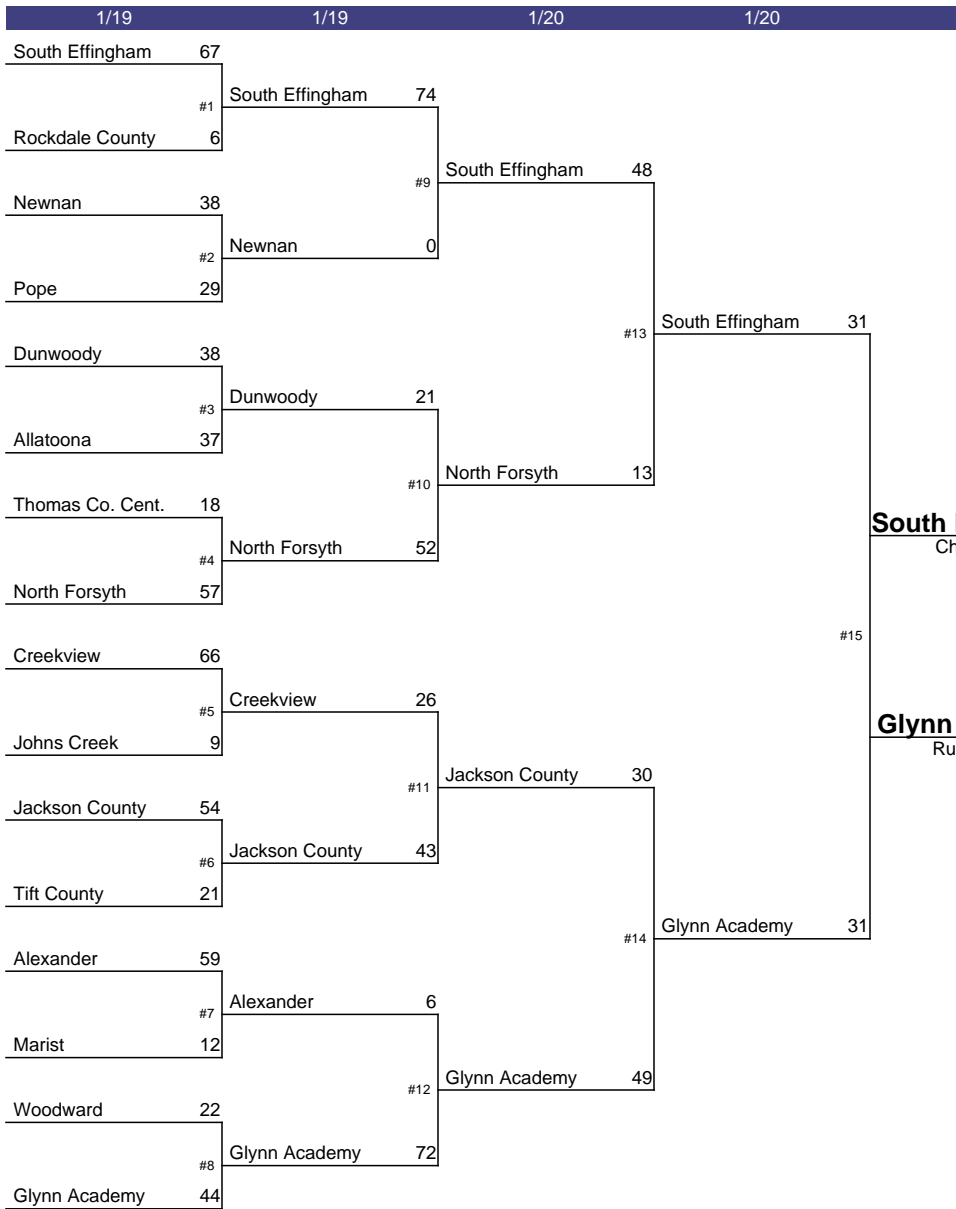 1/19 1/19 1/20 1/20
South Effingham 67
South Effingham 74
#1
Rockdale County 6
South Effingham 48
#9
Newnan 38
Newnan 0
#2
Pope 29
South Effingham 31
#13
Dunwoody 38
Dunwoody 21
#3
Allatoona 37
North Forsyth 13
#10
Thomas Co. Cent. 18
South
Ch
North Forsyth 52
#4
North Forsyth 57
#15
Creekview 66
Creekview 26
#5
Glynn
Johns Creek 9
Ru
Jackson County 30
#11
Jackson County 54
Jackson County 43
#6
Tift County 21
Glynn Academy 31
#14
Alexander 59
Alexander 6
#7
Marist 12
Glynn Academy 49
#12
Woodward 22
Glynn Academy 72
#8
Glynn Academy 44